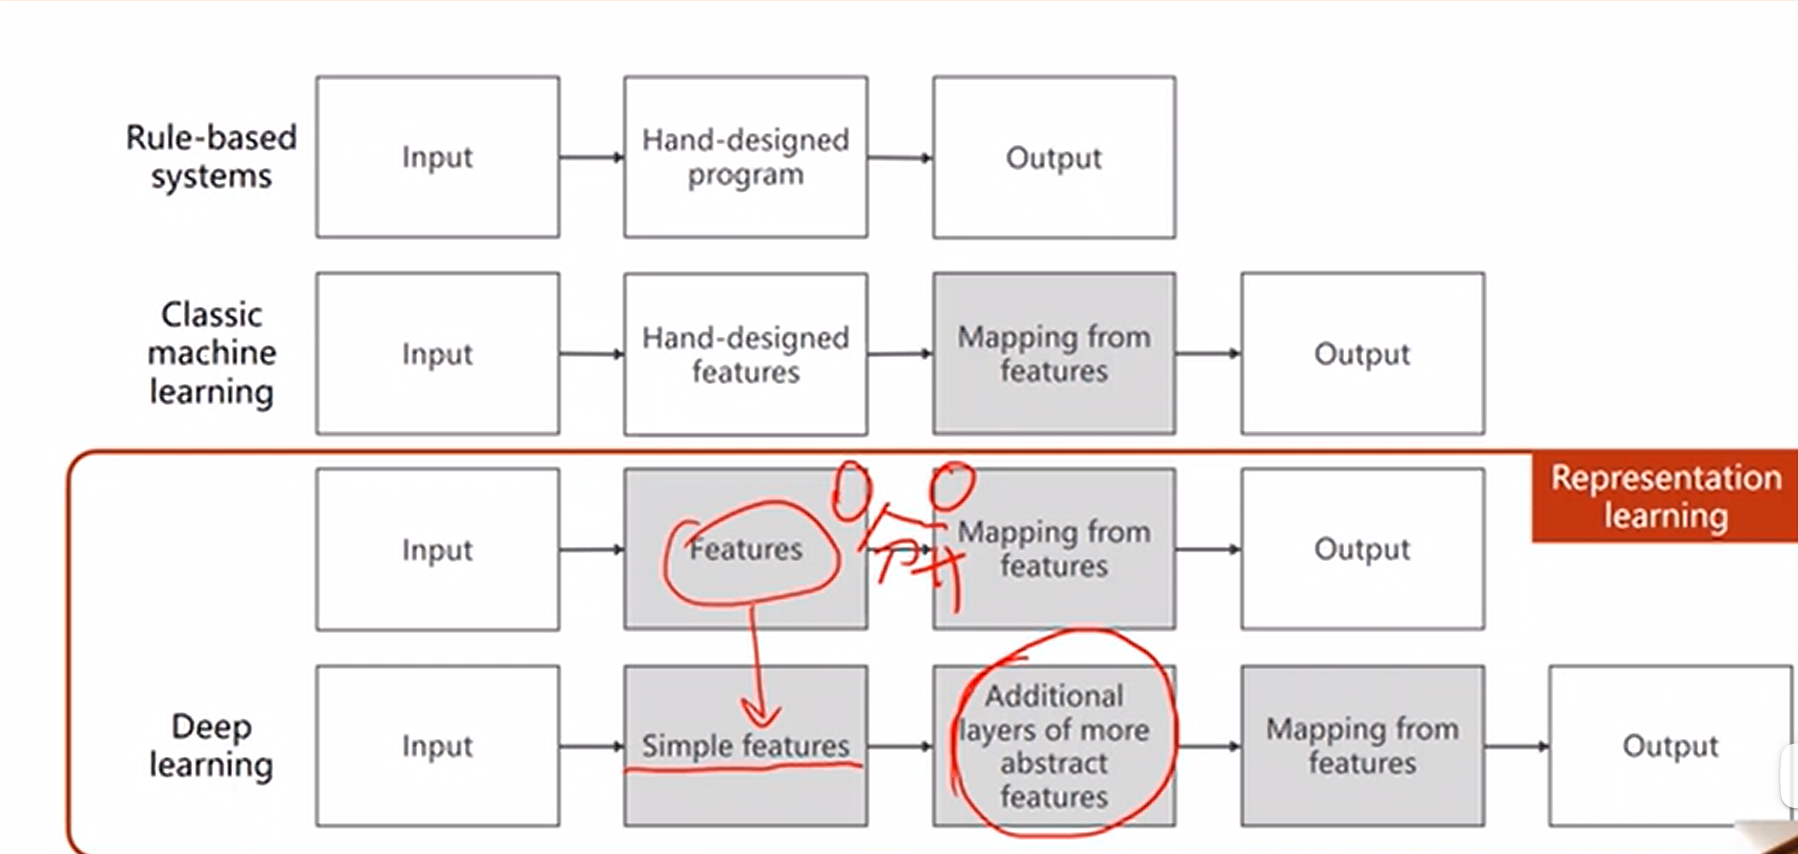 Rule-based
systems
Input
Hand-designed
program
Output
Classic
machine
learning
Input
Hand-designed
features
Mapping from
features
Output
Representation
learning
Input
Features
Mapping from
features
Output
Deep
learning
Input
Simple features
Additional
layers of more
abstract
features
Mapping from
features
Output